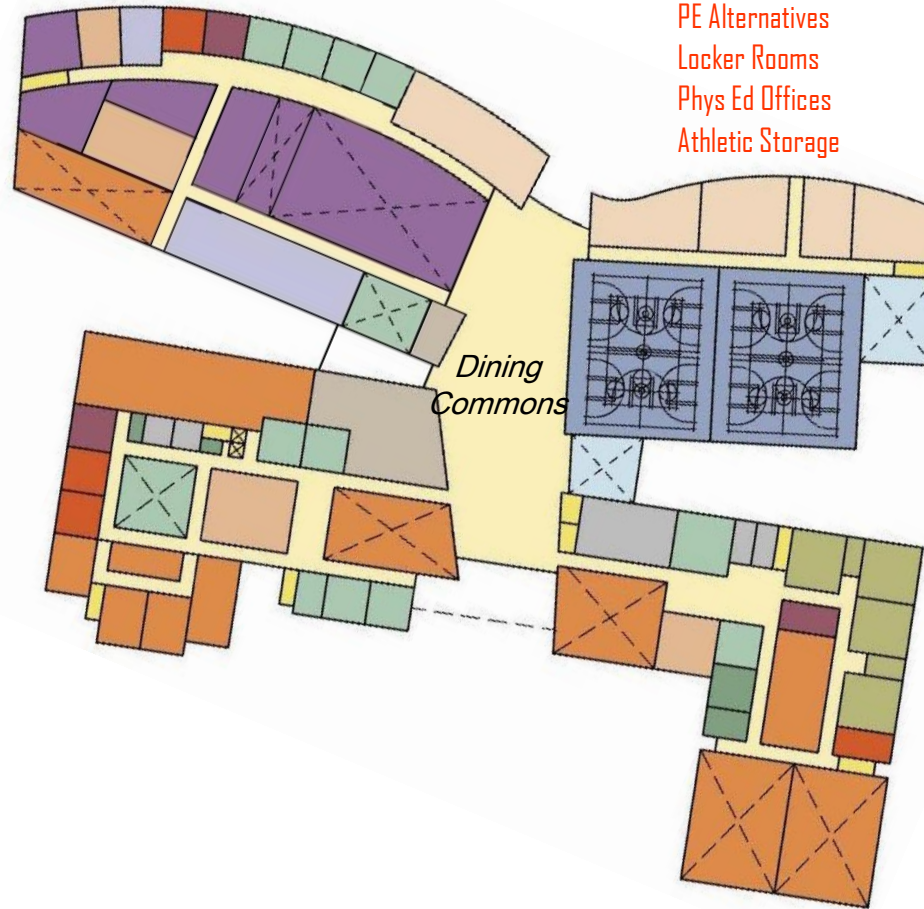 PE Alternatives
Locker Rooms
Phys Ed Offices
Athletic Storage
Dining
Commons